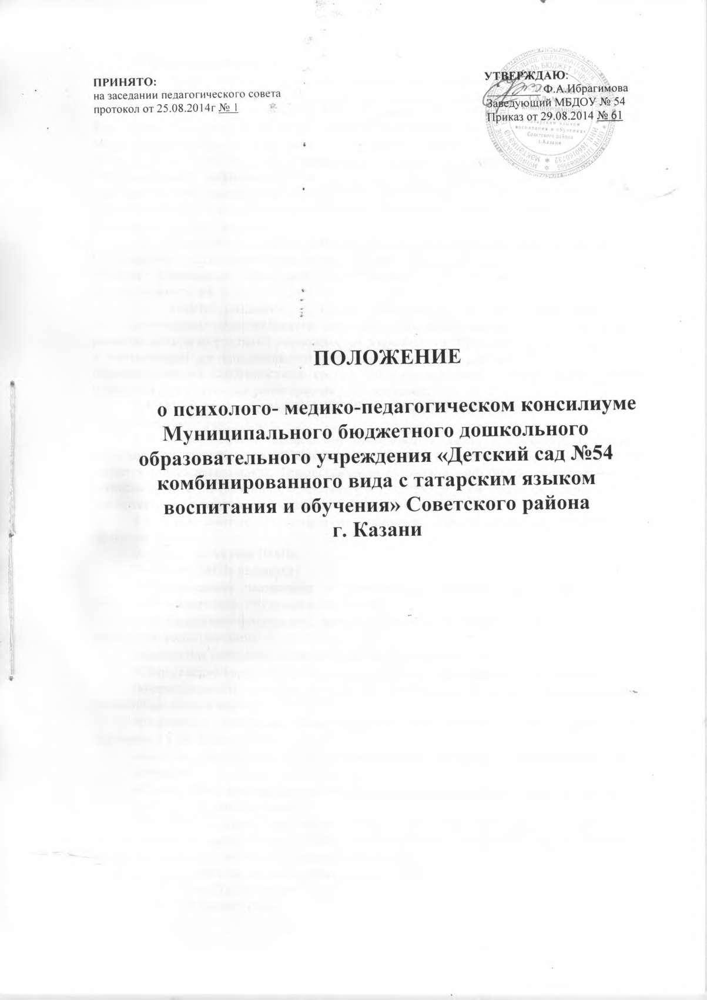 ПРИНЯТО:
на заседании педагогического совета
протокол от 25.08.2014г № 1
УТВЕРЖДАЮ:
Ф.А.Ибрагимова
Заведующий МБДОУ № 54
Приказ от 29.08.2014 № 61
КОМБИНИРОВАННОГО
татарским языком
воспитания и обучения»
Советского района
г.Казани
ПОЛОЖЕНИЕ
о психолого- медико-педагогическом консилиуме
Муниципального бюджетного дошкольного
образовательного учреждения «Детский сад №54
комбинированного вида с татарским языком
воспитания и обучения» Советского района
г. Казани